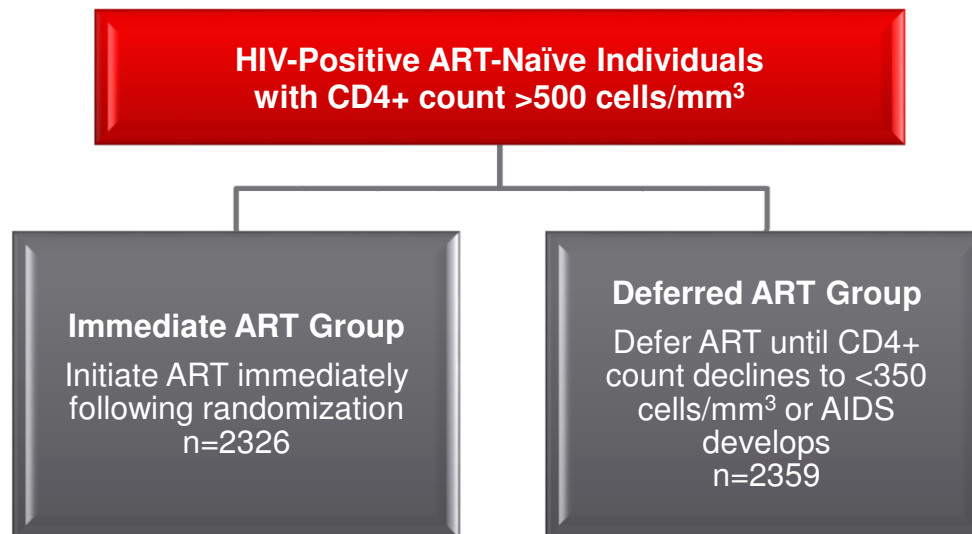 HIV-Positive ART-Naïve Individuals
with CD4+ count >500 cells/mm³
Immediate ART Group
Initiate ART immediately
following randomization
n=2326
Deferred ART Group
Defer ART until CD4+
count declines to <350
cells/mm³ or AIDS
develops
n=2359